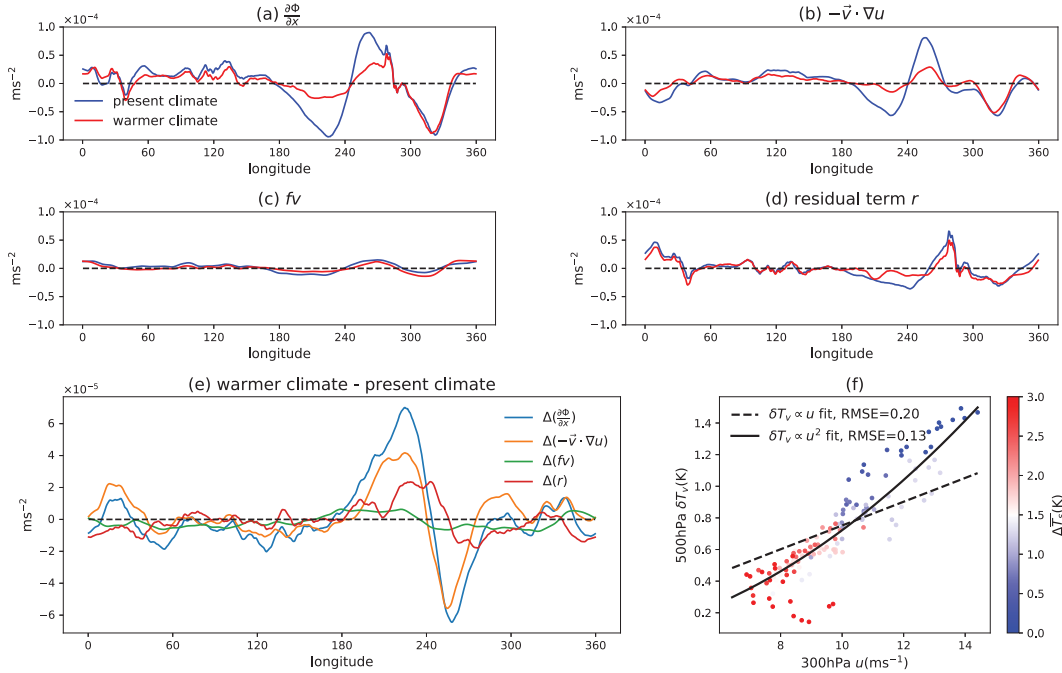 (a) ∂Φ/∂x
×10⁻⁴
1.0
0.5
0.0
−0.5
−1.0
ms⁻²
present climate
warmer climate
0 60 120 180 240 300 360
longitude
(b) −v⃗ · ∇u
×10⁻⁴
1.0
0.5
0.0
−0.5
−1.0
ms⁻²
0 60 120 180 240 300 360
longitude
(c) fv
×10⁻⁴
1.0
0.5
0.0
−0.5
−1.0
ms⁻²
0 60 120 180 240 300 360
longitude
(d) residual term r
×10⁻⁴
1.0
0.5
0.0
−0.5
−1.0
ms⁻²
0 60 120 180 240 300 360
longitude
(e) warmer climate - present climate
×10⁻⁵
6
4
2
0
−2
−4
−6
ms⁻²
Δ(∂Φ/∂x)
Δ(−v⃗ · ∇u)
Δ(fv)
Δ(r)
0 60 120 180 240 300 360
longitude
(f)
δTᵥ ∝ u fit, RMSE=0.20
δTᵥ ∝ u² fit, RMSE=0.13
1.4
1.2
1.0
0.8
0.6
0.4
0.2
500hPa δTᵥ(K)
8 10 12 14
300hPa u(ms⁻¹)
3.0
2.5
2.0
1.5
1.0
0.5
0.0
ΔT̅ₛ(K)